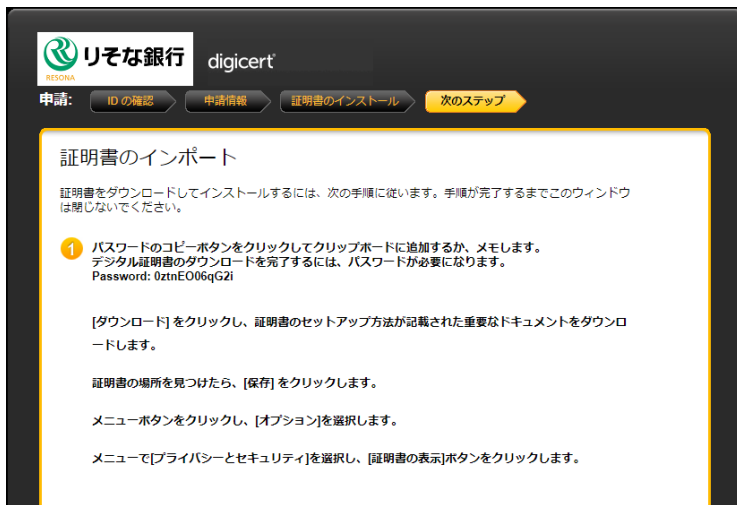 りそな銀行
RESONA
digicert
申請:
ID の確認
申請情報
証明書のインストール
次のステップ
証明書のインポート
証明書をダウンロードしてインストールするには、次の手順に従います。手順が完了するまでこのウィンドウ
は閉じないでください。
1
パスワードのコピーボタンをクリックしてクリップボードに追加するか、メモします。
デジタル証明書のダウンロードを完了するには、パスワードが必要になります。
Password: 0ztnEO06qG2i
[ダウンロード] をクリックし、証明書のセットアップ方法が記載された重要なドキュメントをダウンロ
ードします。
証明書の場所を見つけたら、[保存] をクリックします。
メニューボタンをクリックし、[オプション]を選択します。
メニューで[プライバシーとセキュリティ]を選択し、[証明書の表示]ボタンをクリックします。